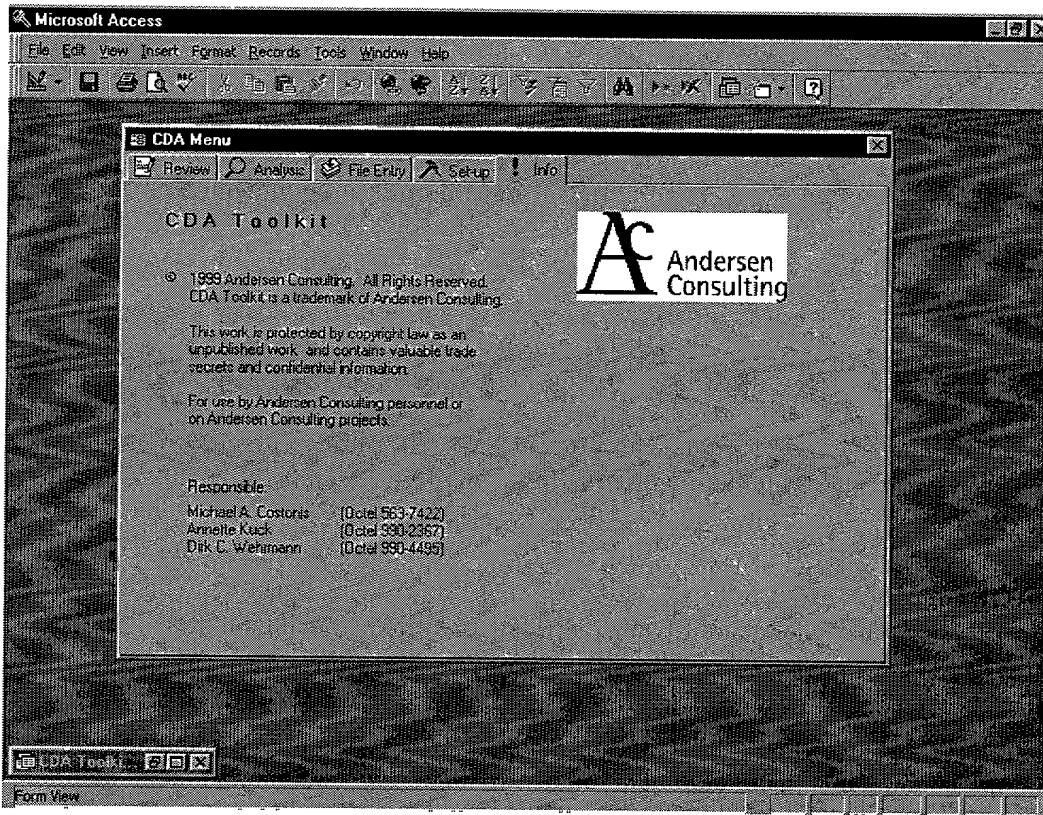 Microsoft Access
File Edit View Insert Format Records Tools Window Help
CDA Menu
Review Analysis File Entry Set-up ! Info
CDA Toolkit
Ac Andersen
Consulting
© 1999 Andersen Consulting. All Rights Reserved.
CDA Toolkit is a trademark of Andersen Consulting.
This work is protected by copyright law as an
unpublished work and contains valuable trade
secrets and confidential information.
For use by Andersen Consulting personnel or
on Andersen Consulting projects.
Responsible:
Michael A. Costonis (Octel 563-7422)
Annette Kuck (Octel 990-2367)
Dirk C. Wehrmann (Octel 990-4495)
CDA Toolki...
Form View